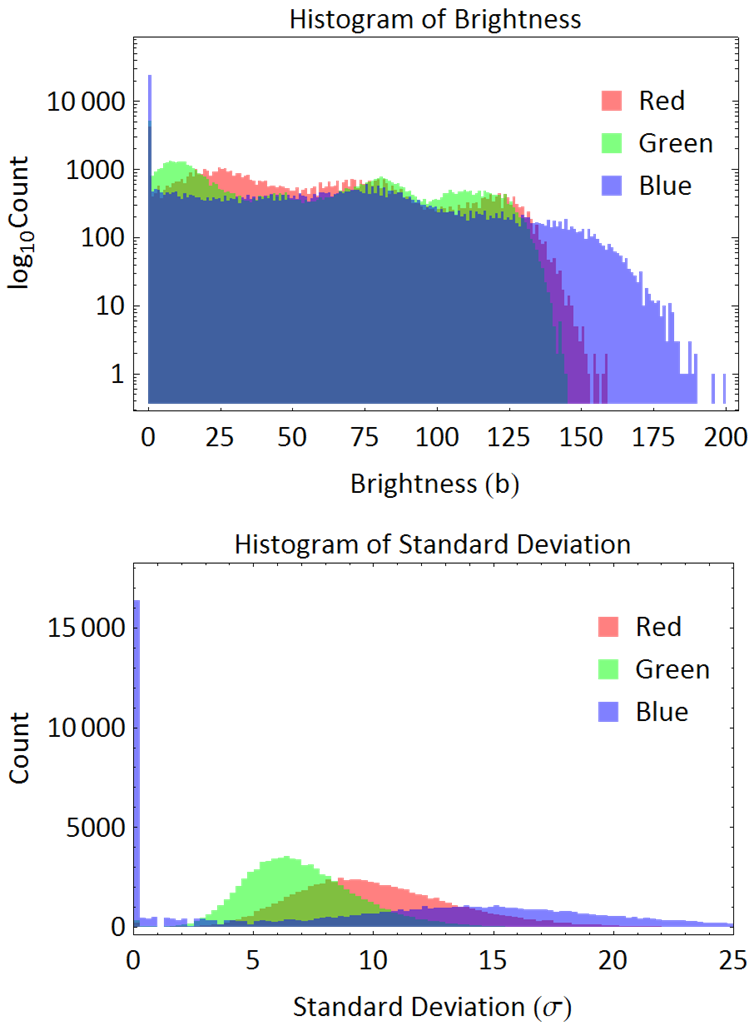 Histogram of Brightness
10 000
1000
100
10
1
log10Count
Red
Green
Blue
0 25 50 75 100 125 150 175 200
Brightness (b)
Histogram of Standard Deviation
15 000
10 000
5000
0
Count
Red
Green
Blue
0 5 10 15 20 25
Standard Deviation (σ)